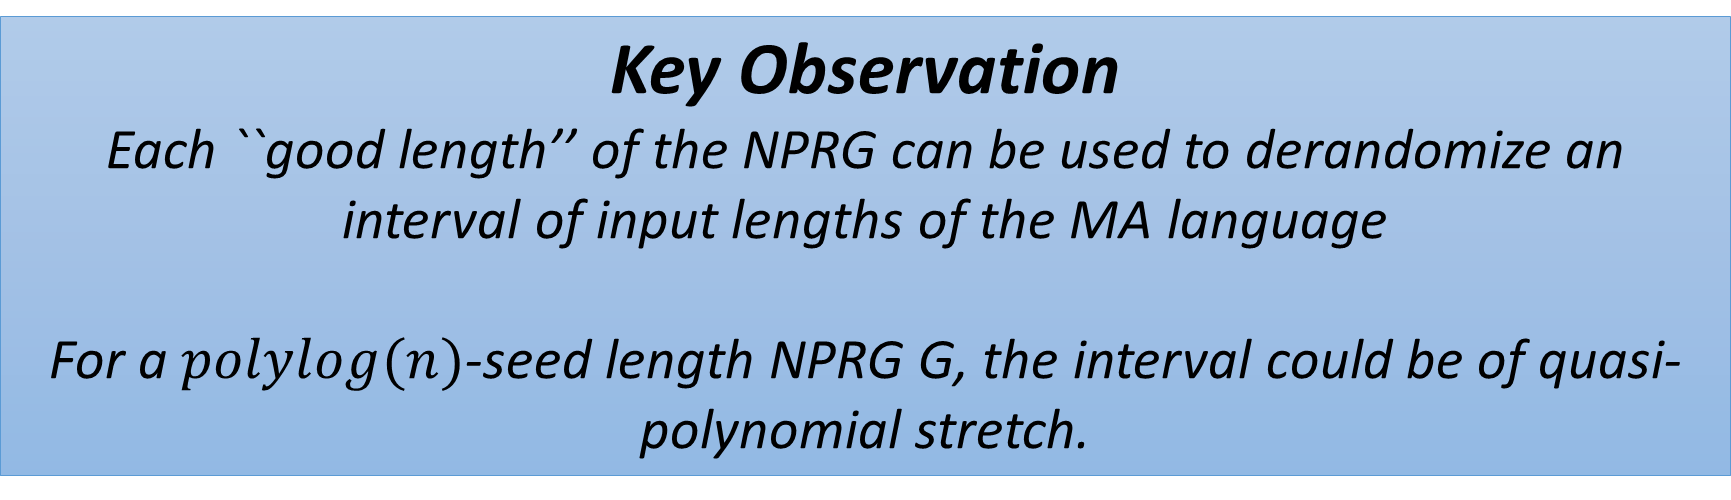 Key Observation
Each ``good length’’ of the NPRG can be used to derandomize an
interval of input lengths of the MA language
For a polylog(n)-seed length NPRG G, the interval could be of quasi-
polynomial stretch.